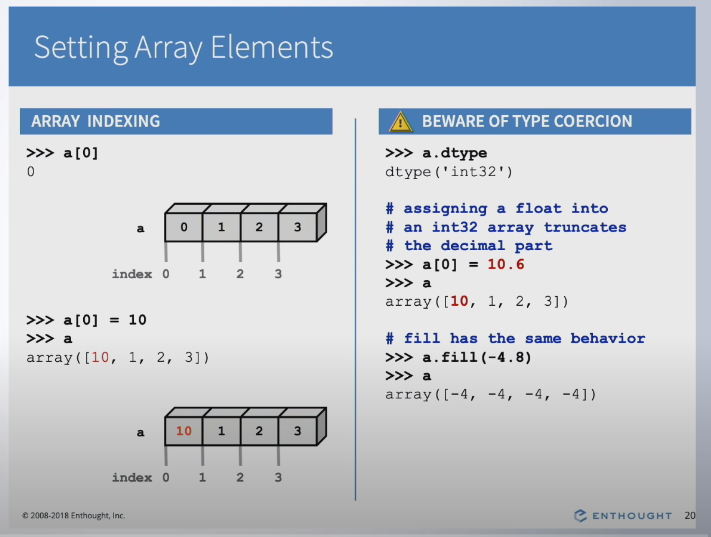 Setting Array Elements
ARRAY INDEXING
>>> a[0]
0
a 0 1 2 3
index 0 1 2 3
>>> a[0] = 10
>>> a
array([10, 1, 2, 3])
a 10 1 2 3
index 0 1 2 3
BEWARE OF TYPE COERCION
>>> a.dtype
dtype('int32')
# assigning a float into
# an int32 array truncates
# the decimal part
>>> a[0] = 10.6
>>> a
array([10, 1, 2, 3])
# fill has the same behavior
>>> a.fill(-4.8)
>>> a
array([-4, -4, -4, -4])
© 2008-2018 Enthought, Inc.
ENTHOUGHT 20